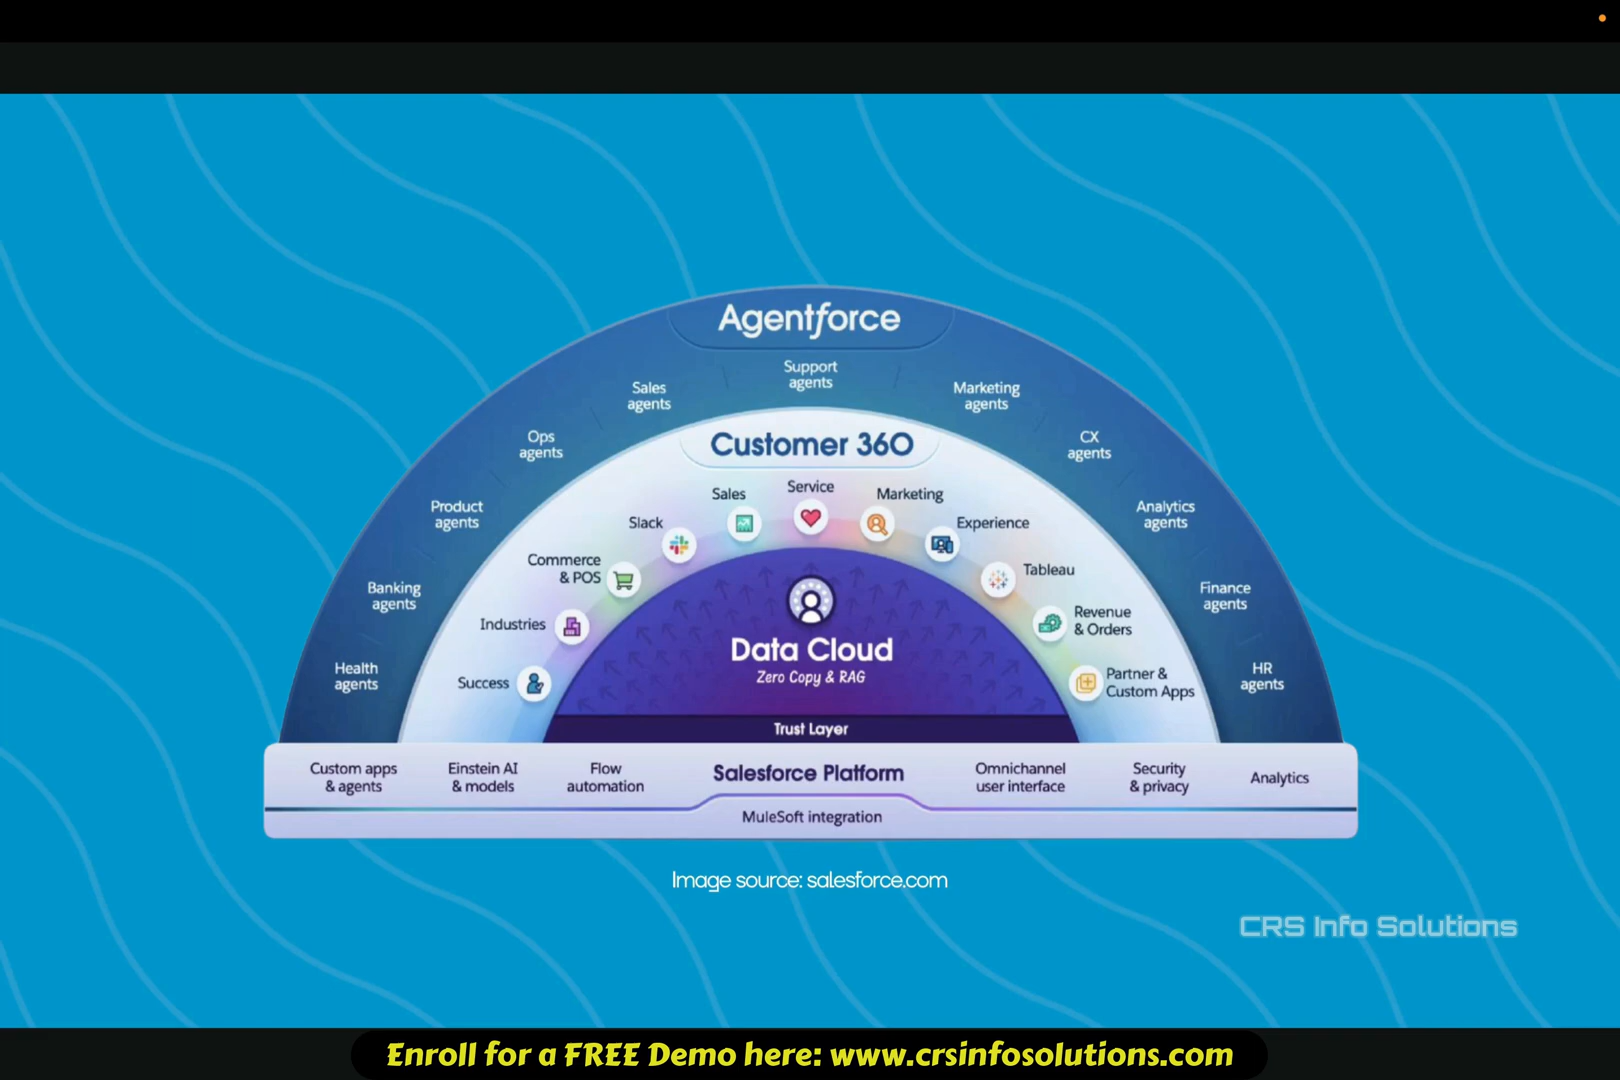 Agentforce
Support
agents
Sales
agents
Marketing
agents
Ops
agents
CX
agents
Product
agents
Analytics
agents
Banking
agents
Finance
agents
Health
agents
HR
agents
Customer 360
Service
Sales
Marketing
Slack
Experience
Commerce
& POS
Tableau
Industries
Revenue
& Orders
Success
Partner &
Custom Apps
Data Cloud
Zero Copy & RAG
Trust Layer
Custom apps
& agents
Einstein AI
& models
Flow
automation
Salesforce Platform
Omnichannel
user interface
Security
& privacy
Analytics
MuleSoft integration
Image source: salesforce.com
CRS Info Solutions
Enroll for a FREE Demo here: www.crsinfosolutions.com